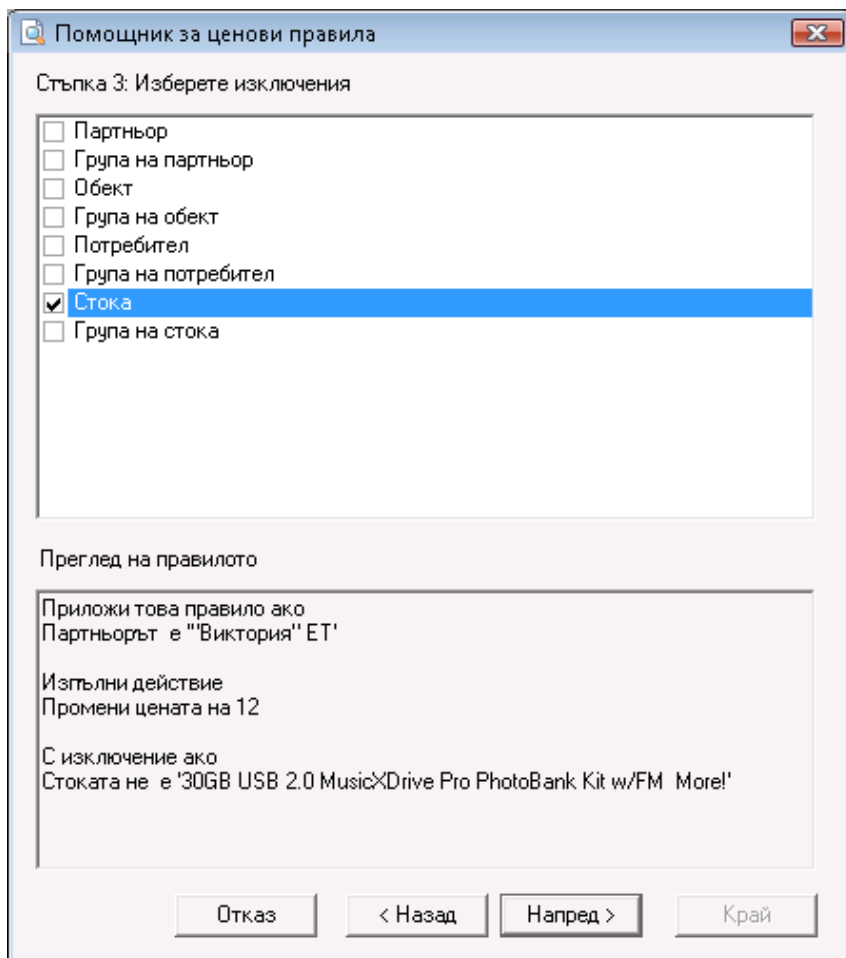 Помощник за ценови правила
Стъпка 3: Изберете изключения
Партньор
Група на партньор
Обект
Група на обект
Потребител
Група на потребител
Стока
Група на стока
Преглед на правилото
Приложи това правило ако
Партньорът  е "'Виктория" ЕТ'
Изпълни действие
Промени цената на 12
С изключение ако
Стоката не  е '30GB USB 2.0 MusicXDrive Pro PhotoBank Kit w/FM  More!'
Отказ
< Назад
Напред >
Край